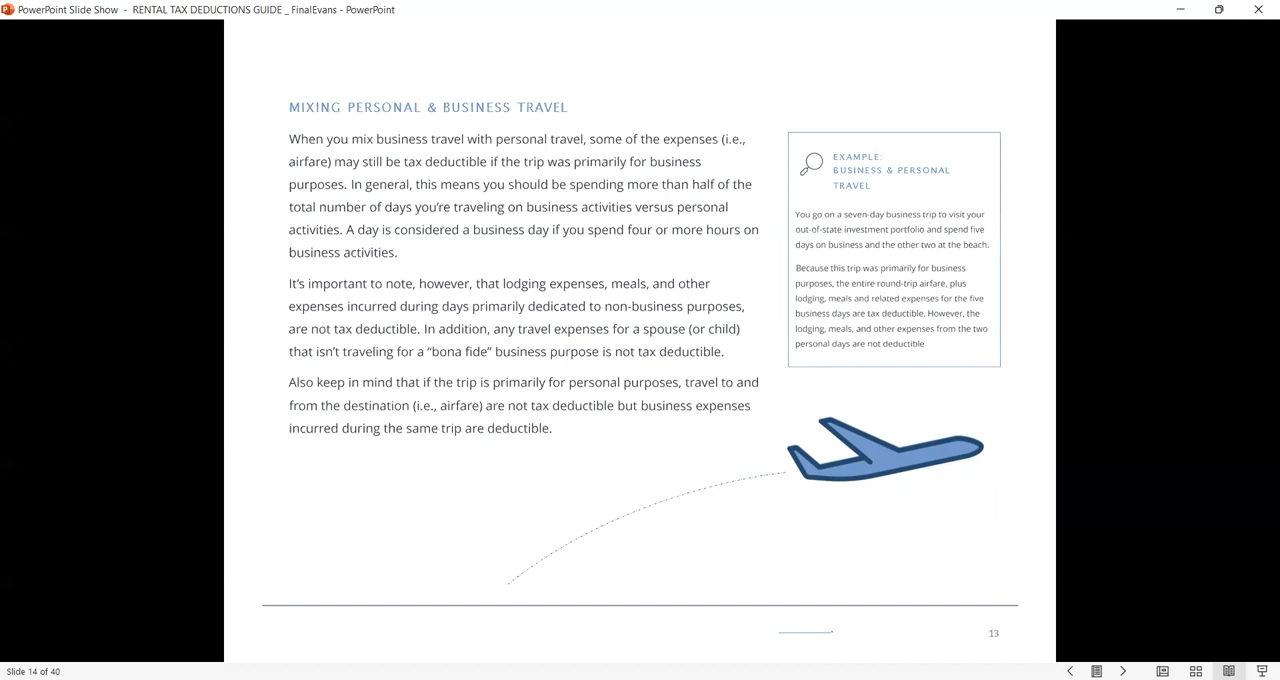 PowerPoint Slide Show - RENTAL TAX DEDUCTIONS GUIDE _ FinalEvans - PowerPoint
MIXING PERSONAL & BUSINESS TRAVEL
When you mix business travel with personal travel, some of the expenses (i.e.,
airfare) may still be tax deductible if the trip was primarily for business
purposes. In general, this means you should be spending more than half of the
total number of days you’re traveling on business activities versus personal
activities. A day is considered a business day if you spend four or more hours on
business activities.
It’s important to note, however, that lodging expenses, meals, and other
expenses incurred during days primarily dedicated to non-business purposes,
are not tax deductible. In addition, any travel expenses for a spouse (or child)
that isn’t traveling for a “bona fide” business purpose is not tax deductible.
Also keep in mind that if the trip is primarily for personal purposes, travel to and
from the destination (i.e., airfare) are not tax deductible but business expenses
incurred during the same trip are deductible.
EXAMPLE:
BUSINESS & PERSONAL
TRAVEL
You go on a seven-day business trip to visit your
out-of-state investment portfolio and spend five
days on business and the other two at the beach.
Because this trip was primarily for business
purposes, the entire round-trip airfare, plus
lodging, meals and related expenses for the five
business days are tax deductible. However, the
lodging, meals, and other expenses from the two
personal days are not deductible
13
Slide 14 of 40